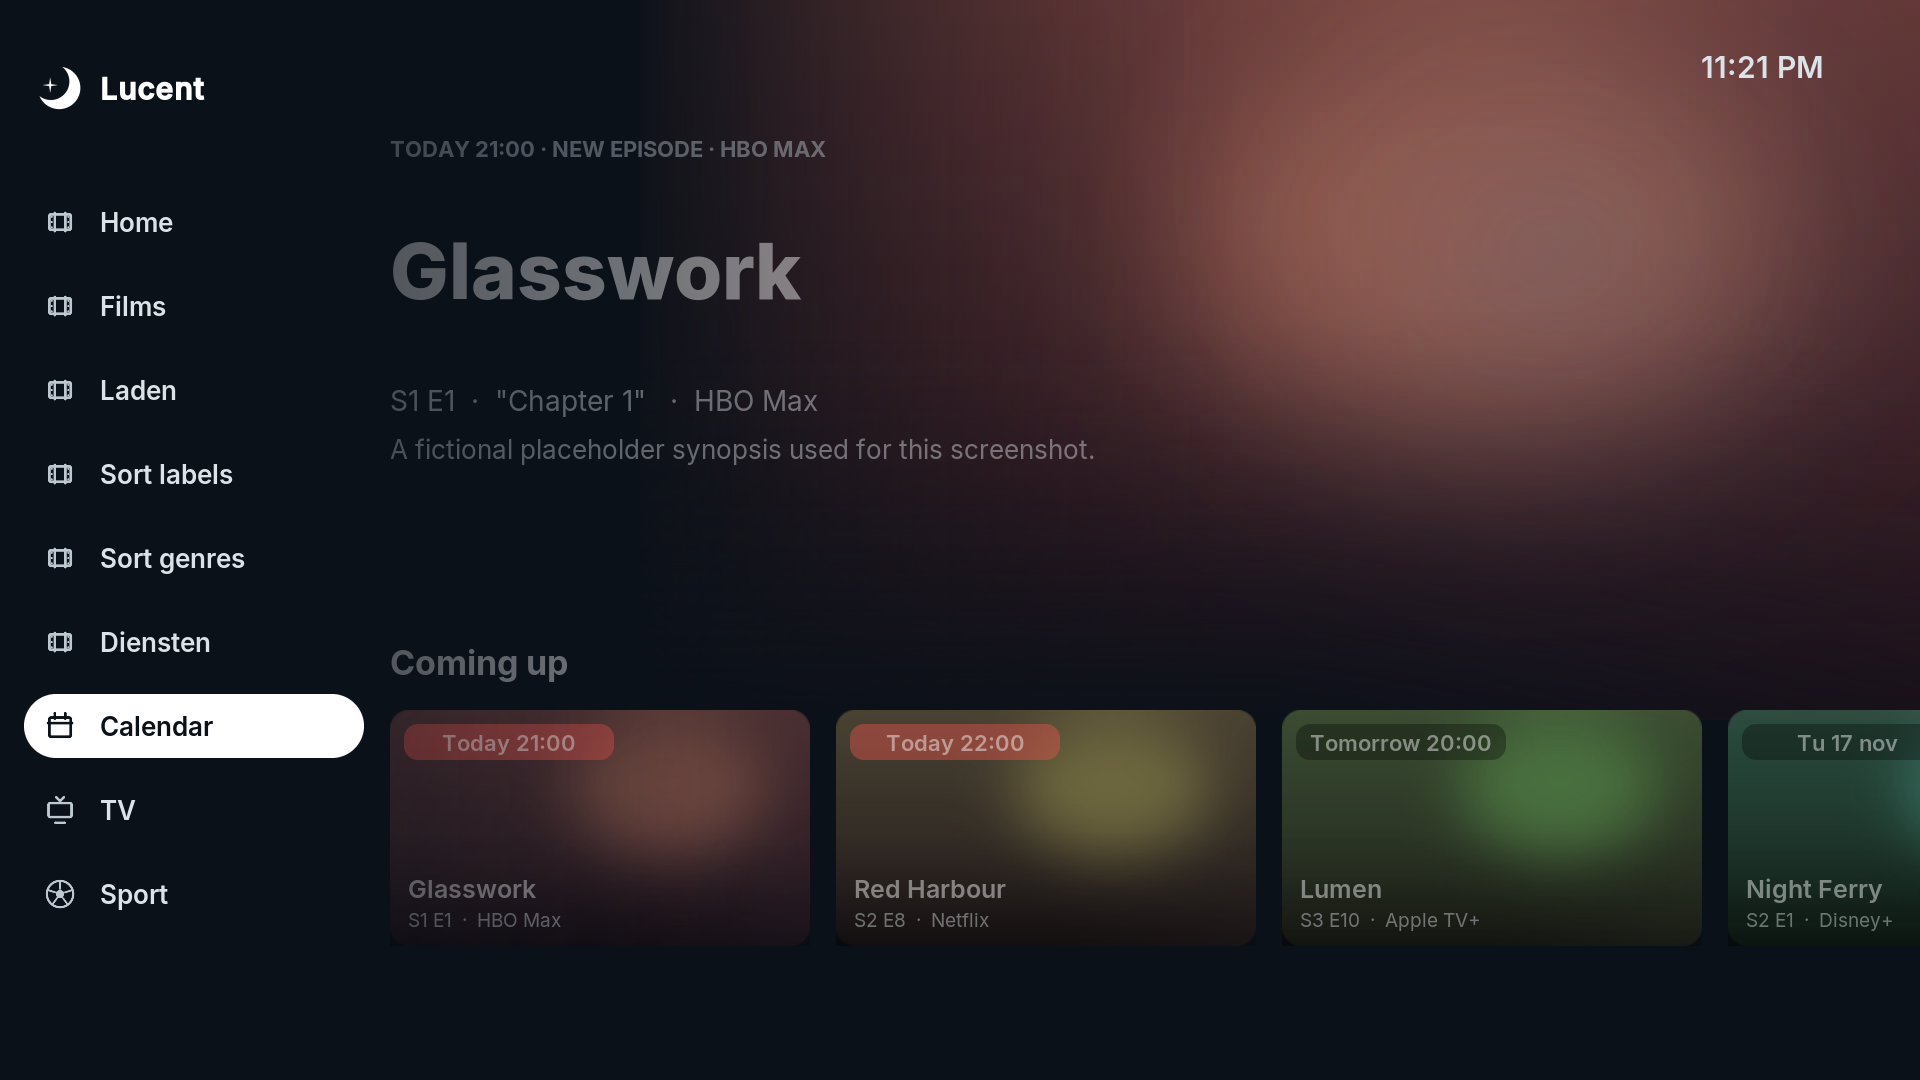 Lucent
11:21 PM
TODAY 21:00 · NEW EPISODE · HBO MAX
Home
Films
Laden
Sort labels
Sort genres
Diensten
Calendar
TV
Sport
Glasswork
S1 E1 · "Chapter 1" · HBO Max
A fictional placeholder synopsis used for this screenshot.
Coming up
Today 21:00
Glasswork
S1 E1 · HBO Max
Today 22:00
Red Harbour
S2 E8 · Netflix
Tomorrow 20:00
Lumen
S3 E10 · Apple TV+
Tu 17 nov
Night Ferry
S2 E1 · Disney+